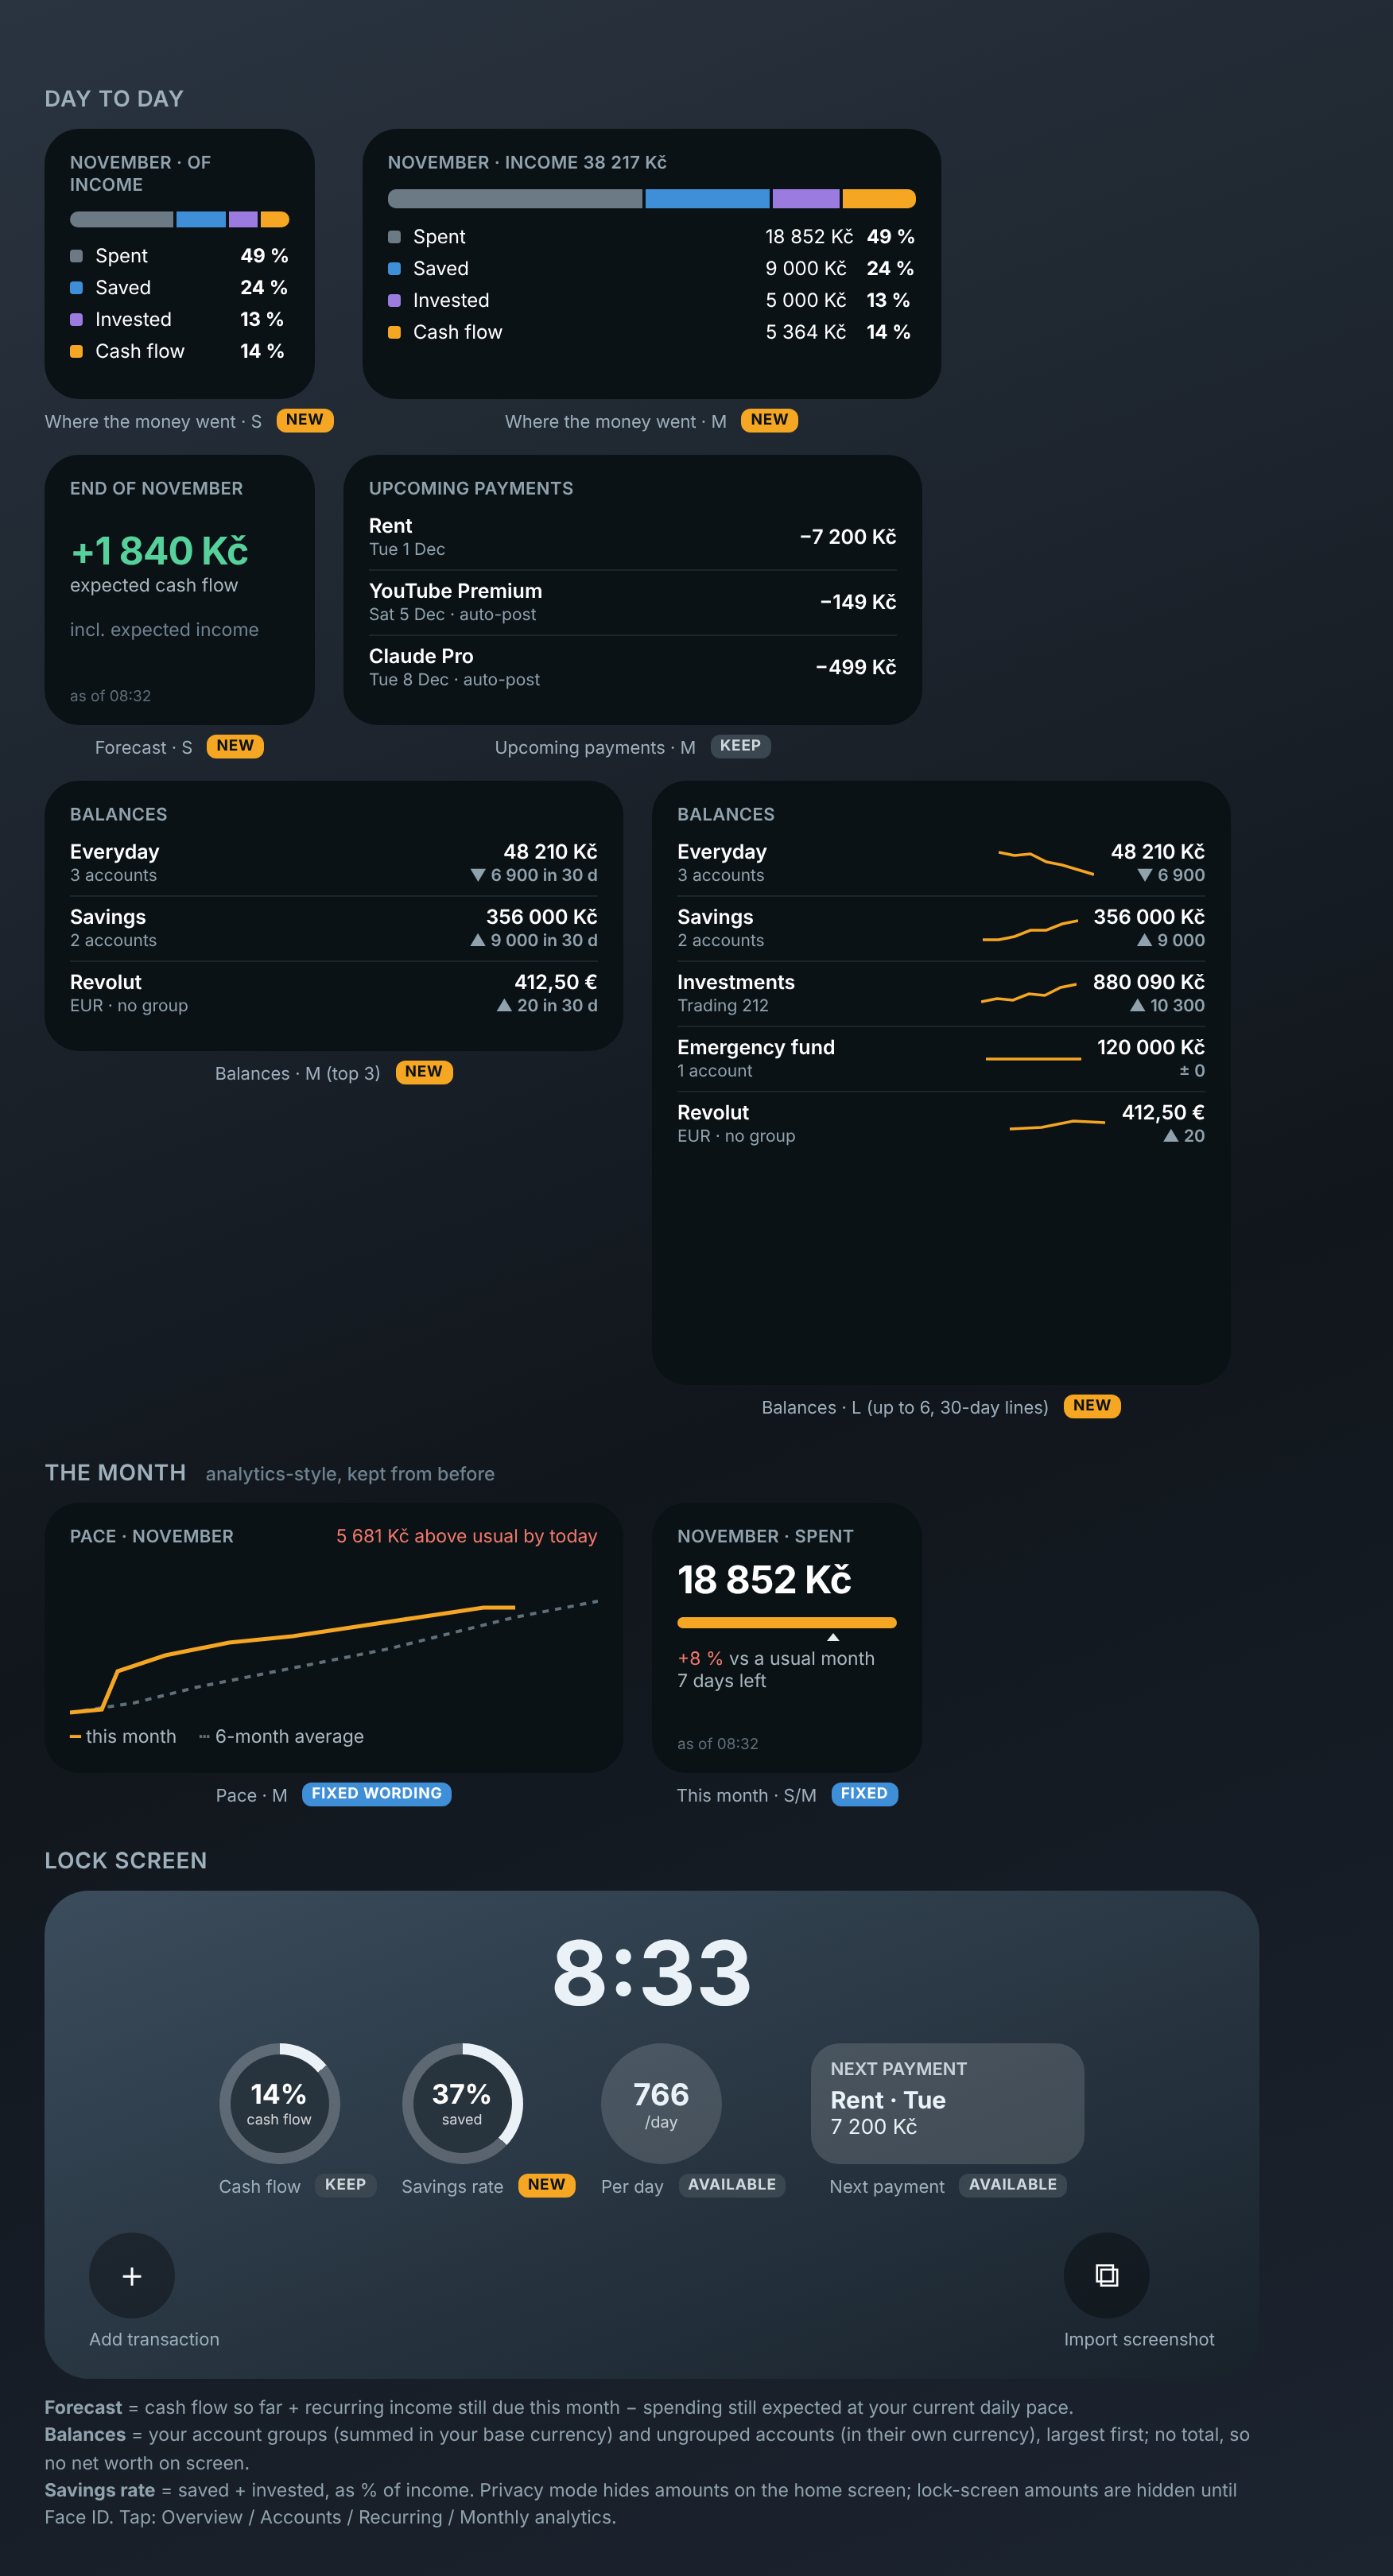 DAY TO DAY
NOVEMBER · OF
INCOME
Spent 49 %
Saved 24 %
Invested 13 %
Cash flow 14 %
Where the money went · S NEW
NOVEMBER · INCOME 38 217 Kč
Spent 18 852 Kč 49 %
Saved 9 000 Kč 24 %
Invested 5 000 Kč 13 %
Cash flow 5 364 Kč 14 %
Where the money went · M NEW
END OF NOVEMBER
+1 840 Kč
expected cash flow
incl. expected income
as of 08:32
Forecast · S NEW
UPCOMING PAYMENTS
Rent
−7 200 Kč
Tue 1 Dec
YouTube Premium
−149 Kč
Sat 5 Dec · auto-post
Claude Pro
−499 Kč
Tue 8 Dec · auto-post
Upcoming payments · M KEEP
BALANCES
Everyday 48 210 Kč
3 accounts ▼ 6 900 in 30 d
Savings 356 000 Kč
2 accounts ▲ 9 000 in 30 d
Revolut 412,50 €
EUR · no group ▲ 20 in 30 d
Balances · M (top 3) NEW
BALANCES
Everyday 48 210 Kč
3 accounts ▼ 6 900
Savings 356 000 Kč
2 accounts ▲ 9 000
Investments 880 090 Kč
Trading 212 ▲ 10 300
Emergency fund 120 000 Kč
1 account ± 0
Revolut 412,50 €
EUR · no group ▲ 20
Balances · L (up to 6, 30-day lines) NEW
THE MONTH analytics-style, kept from before
PACE · NOVEMBER 5 681 Kč above usual by today
this month 6-month average
Pace · M FIXED WORDING
NOVEMBER · SPENT
18 852 Kč
+8 % vs a usual month
7 days left
as of 08:32
This month · S/M FIXED
LOCK SCREEN
8:33
14%
cash flow
Cash flow KEEP
37%
saved
Savings rate NEW
766
/day
Per day AVAILABLE
NEXT PAYMENT
Rent · Tue
7 200 Kč
Next payment AVAILABLE
+
Add transaction
Import screenshot
Forecast = cash flow so far + recurring income still due this month − spending still expected at your current daily pace.
Balances = your account groups (summed in your base currency) and ungrouped accounts (in their own currency), largest first; no total, so
no net worth on screen.
Savings rate = saved + invested, as % of income. Privacy mode hides amounts on the home screen; lock-screen amounts are hidden until
Face ID. Tap: Overview / Accounts / Recurring / Monthly analytics.